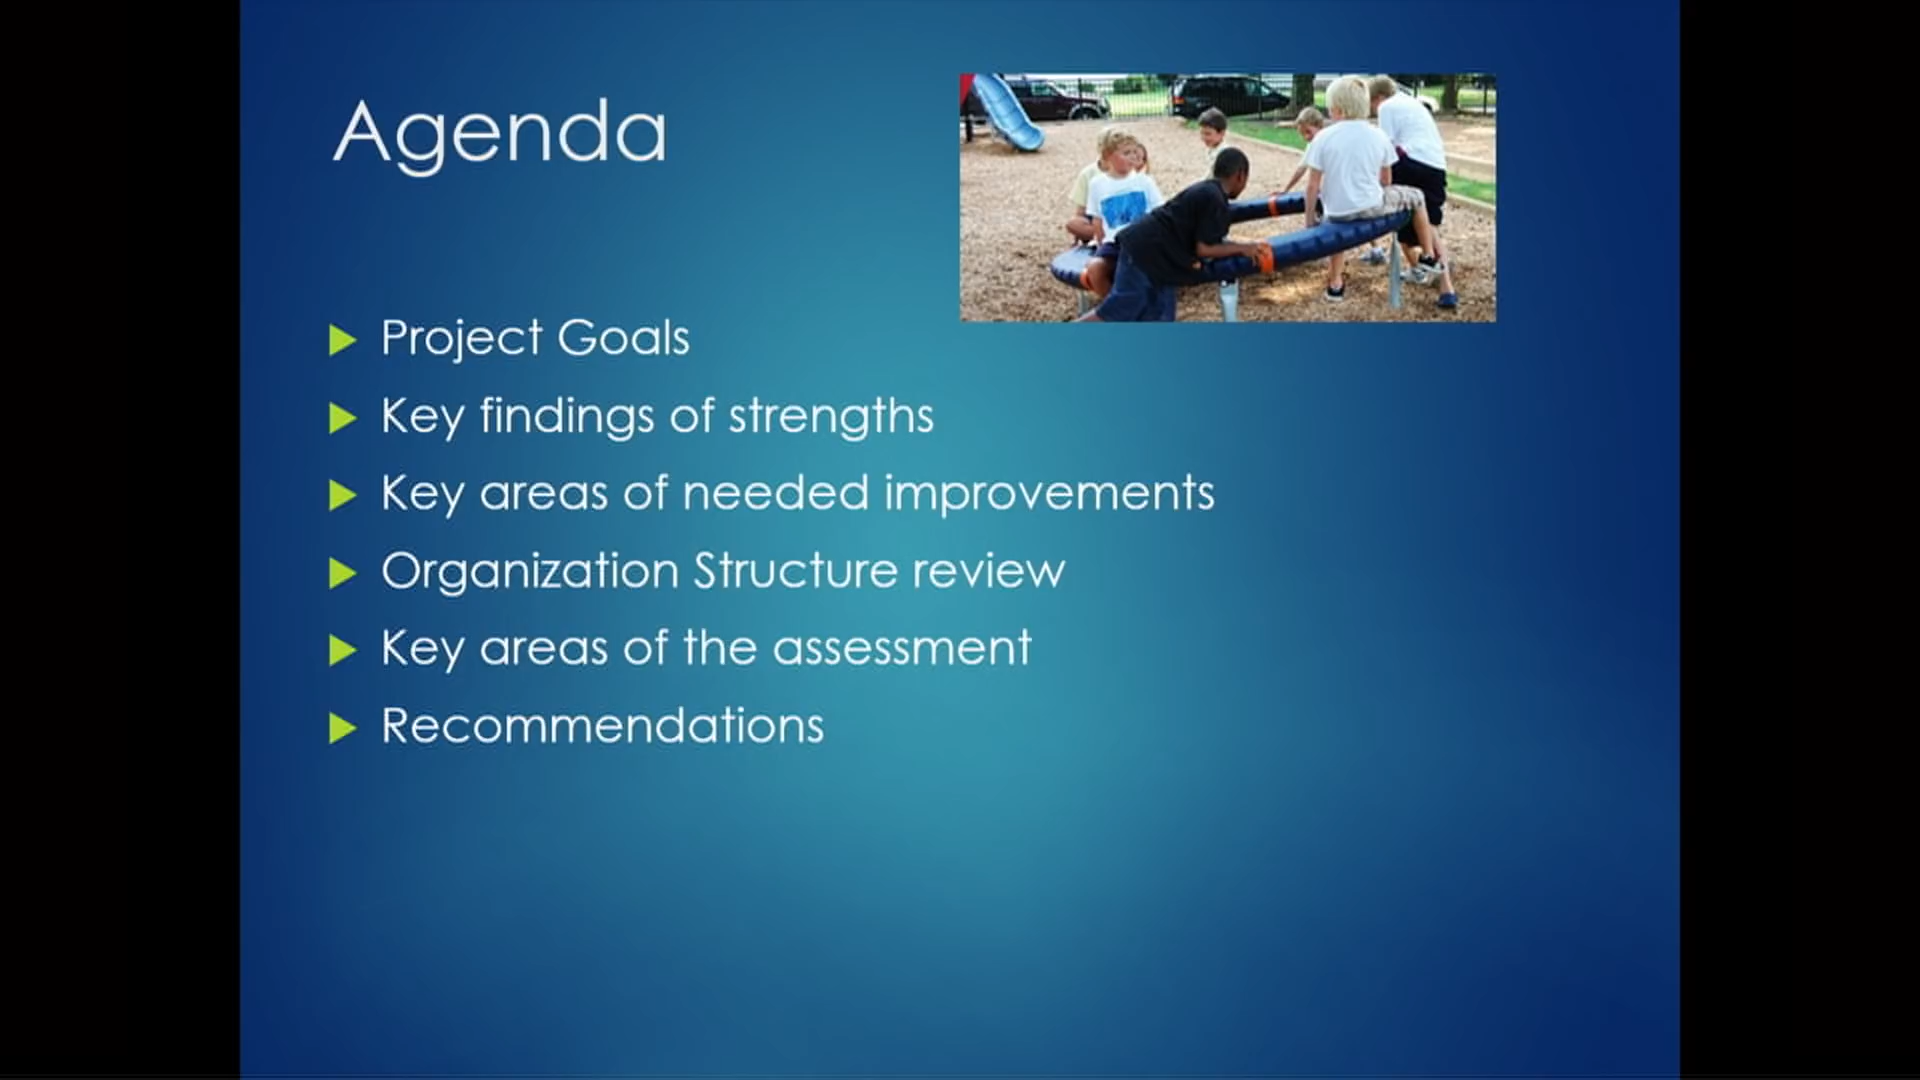 Agenda
Project Goals
Key findings of strengths
Key areas of needed improvements
Organization Structure review
Key areas of the assessment
Recommendations